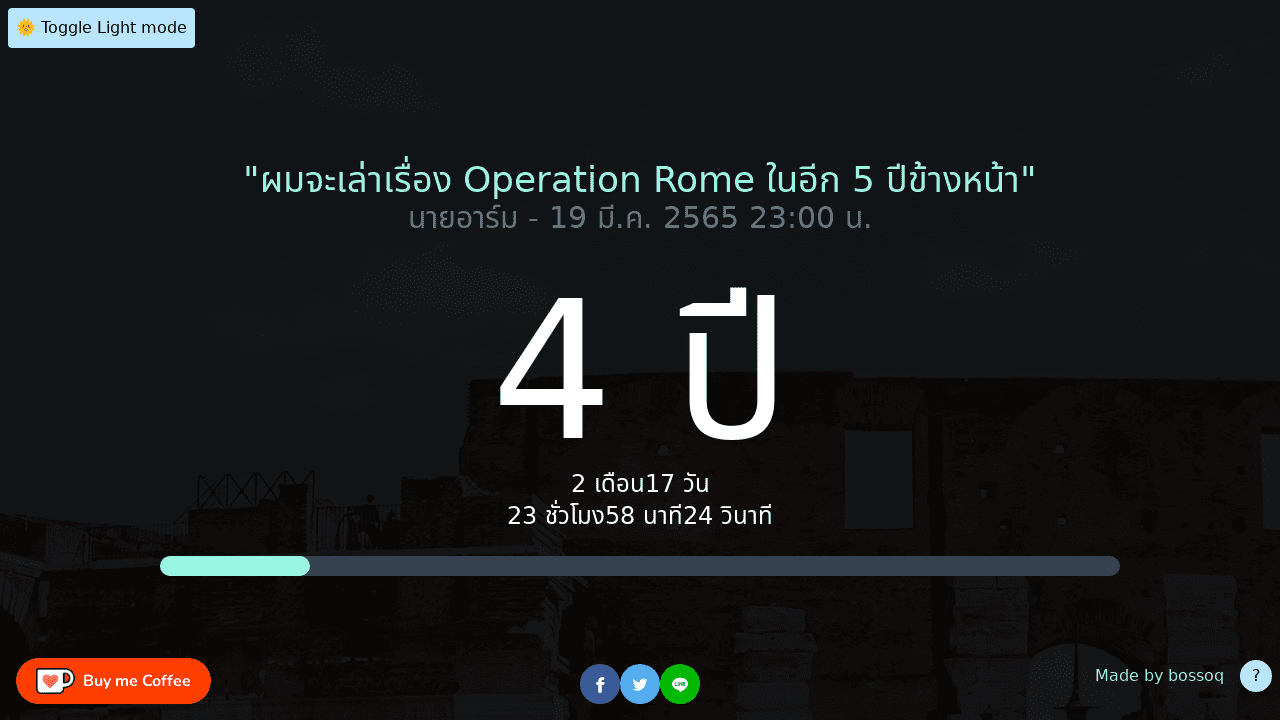 🌞 Toggle Light mode
"ผมจะเล่าเรื่อง Operation Rome ในอีก 5 ปีข้างหน้า"
นายอาร์ม - 19 มี.ค. 2565 23:00 น.
4 ปี
2 เดือน17 วัน
23 ชั่วโมง58 นาที24 วินาที
Buy me Coffee
LINE
Made by bossoq
?